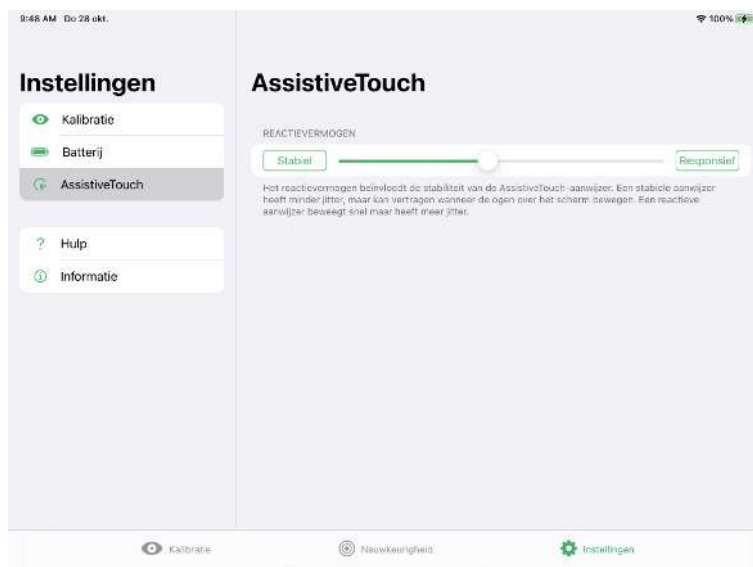 9:48 AM Do 28 okt.
100%
Instellingen
Kalibratie
Batterij
AssistiveTouch
Hulp
Informatie
AssistiveTouch
REACTIEVERMOGEN
Stabiel
Responsief
Het reactievermogen beïnvloedt de stabiliteit van de AssistiveTouch-aanwijzer. Een stabiele aanwijzer
heeft minder jitter, maar kan vertragen wanneer de ogen over het scherm bewegen. Een reactieve
aanwijzer beweegt snel maar heeft meer jitter.
Kalibratie
Nauwkeurigheid
Instellingen